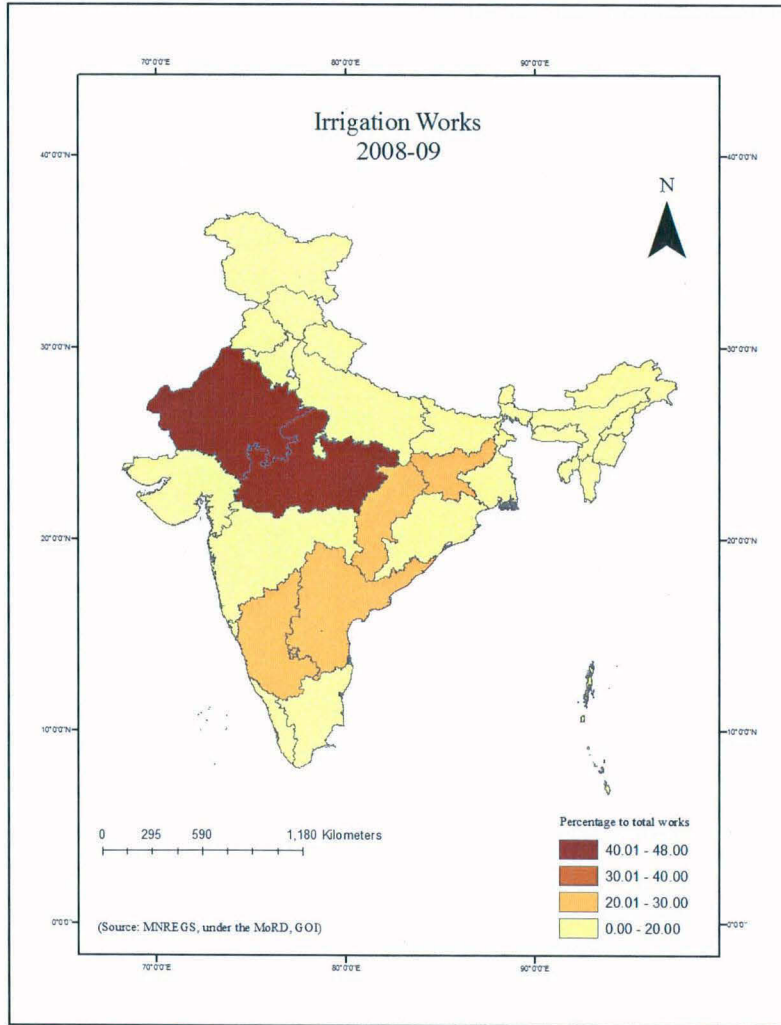 70°0'0"E 80°0'0"E 90°0'0"E
Irrigation Works
2008-09
40°0'0"N 40°0'0"N
N
30°0'0"N 30°0'0"N
20°0'0"N 20°0'0"N
10°0'0"N 10°0'0"N
0 295 590 1,180 Kilometers
Percentage to total works
40.01 - 48.00
30.01 - 40.00
20.01 - 30.00
0.00 - 20.00
(Source: MNREGS, under the MoRD, GOI)
0°0'0" 0°0'0"
70°0'0"E 80°0'0"E 90°0'0"E